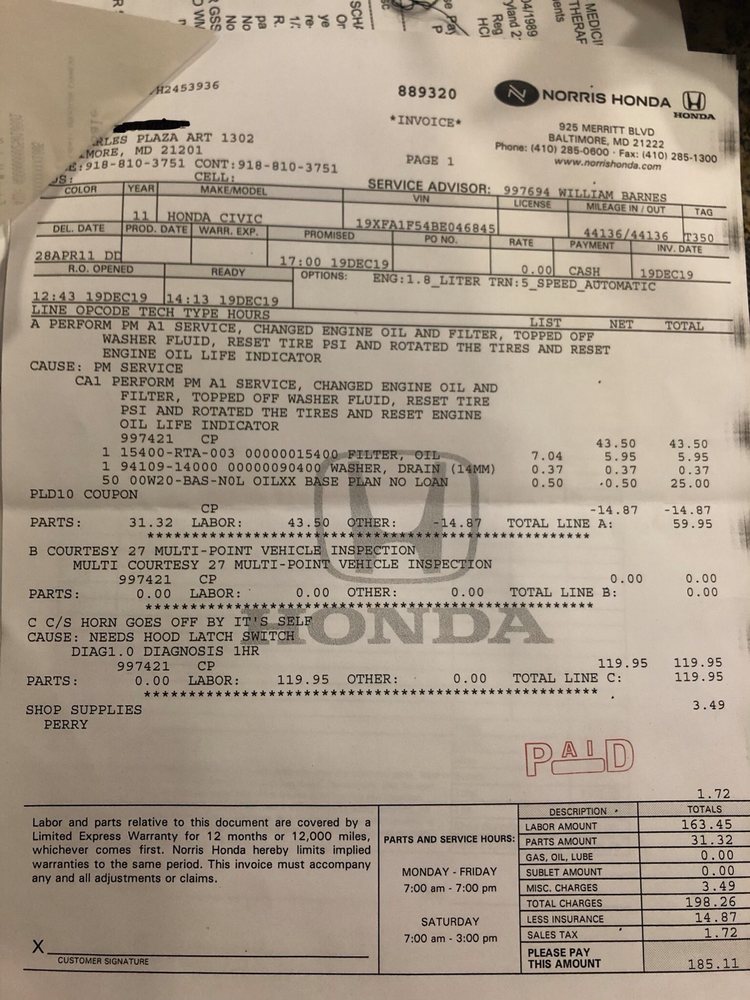 H2453936
889320
*INVOICE*
PAGE 1
NORRIS HONDA
HONDA
925 MERRITT BLVD
BALTIMORE, MD 21222
Phone: (410) 285-0600 · Fax: (410) 285-1300
www.norrishonda.com
RLES PLAZA ART 1302
MORE, MD 21201
E:918-810-3751 CONT:918-810-3751
CELL:
SERVICE ADVISOR: 997694 WILLIAM BARNES
COLOR YEAR MAKE/MODEL VIN LICENSE MILEAGE IN / OUT TAG
11 HONDA CIVIC 19XFA1F54BE046845 44136/44136 T350
DEL. DATE PROD. DATE WARR. EXP. PROMISED PO NO. RATE PAYMENT INV. DATE
28APR11 DD 17:00 19DEC19 0.00 CASH 19DEC19
R.O. OPENED READY OPTIONS: ENG:1.8_LITER TRN:5_SPEED_AUTOMATIC
12:43 19DEC19 14:13 19DEC19
LINE OPCODE TECH TYPE HOURS LIST NET TOTAL
A PERFORM PM A1 SERVICE, CHANGED ENGINE OIL AND FILTER, TOPPED OFF
WASHER FLUID, RESET TIRE PSI AND ROTATED THE TIRES AND RESET
ENGINE OIL LIFE INDICATOR
CAUSE: PM SERVICE
CA1 PERFORM PM A1 SERVICE, CHANGED ENGINE OIL AND
FILTER, TOPPED OFF WASHER FLUID, RESET TIRE
PSI AND ROTATED THE TIRES AND RESET ENGINE
OIL LIFE INDICATOR
997421 CP 43.50 43.50
1 15400-RTA-003 00000015400 FILTER, OIL 7.04 5.95 5.95
1 94109-14000 00000090400 WASHER, DRAIN (14MM) 0.37 0.37 0.37
50 00W20-BAS-N0L OILXX BASE PLAN NO LOAN 0.50 0.50 25.00
PLD10 COUPON
CP -14.87 -14.87
PARTS: 31.32 LABOR: 43.50 OTHER: -14.87 TOTAL LINE A: 59.95
****************************************************
B COURTESY 27 MULTI-POINT VEHICLE INSPECTION
MULTI COURTESY 27 MULTI-POINT VEHICLE INSPECTION
997421 CP 0.00 0.00
PARTS: 0.00 LABOR: 0.00 OTHER: 0.00 TOTAL LINE B: 0.00
****************************************************
C C/S HORN GOES OFF BY IT'S SELF
CAUSE: NEEDS HOOD LATCH SWITCH
DIAG1.0 DIAGNOSIS 1HR
997421 CP 119.95 119.95
PARTS: 0.00 LABOR: 119.95 OTHER: 0.00 TOTAL LINE C: 119.95
****************************************************
HONDA
SHOP SUPPLIES 3.49
PERRY
PAID
1.72
Labor and parts relative to this document are covered by a
Limited Express Warranty for 12 months or 12,000 miles,
whichever comes first. Norris Honda hereby limits implied
warranties to the same period. This invoice must accompany
any and all adjustments or claims.
X
CUSTOMER SIGNATURE
PARTS AND SERVICE HOURS:
MONDAY - FRIDAY
7:00 am - 7:00 pm
SATURDAY
7:00 am - 3:00 pm
DESCRIPTION TOTALS
LABOR AMOUNT 163.45
PARTS AMOUNT 31.32
GAS, OIL, LUBE 0.00
SUBLET AMOUNT 0.00
MISC. CHARGES 3.49
TOTAL CHARGES 198.26
LESS INSURANCE 14.87
SALES TAX 1.72
PLEASE PAY
THIS AMOUNT 185.11